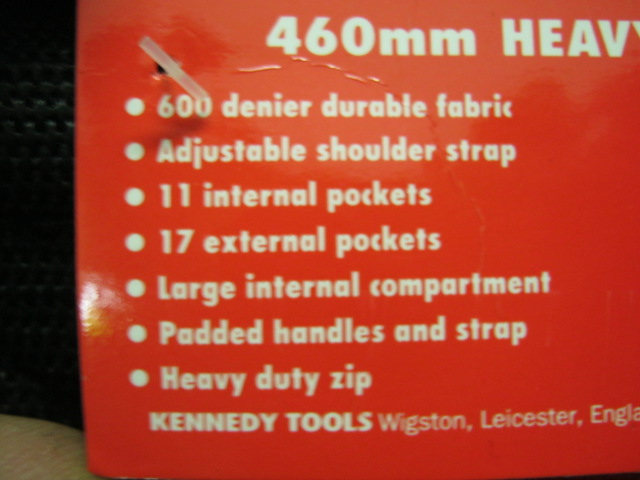 460mm HEAVY
• 600 denier durable fabric
• Adjustable shoulder strap
• 11 internal pockets
• 17 external pockets
• Large internal compartment
• Padded handles and strap
• Heavy duty zip
KENNEDY TOOLS Wigston, Leicester, Engla